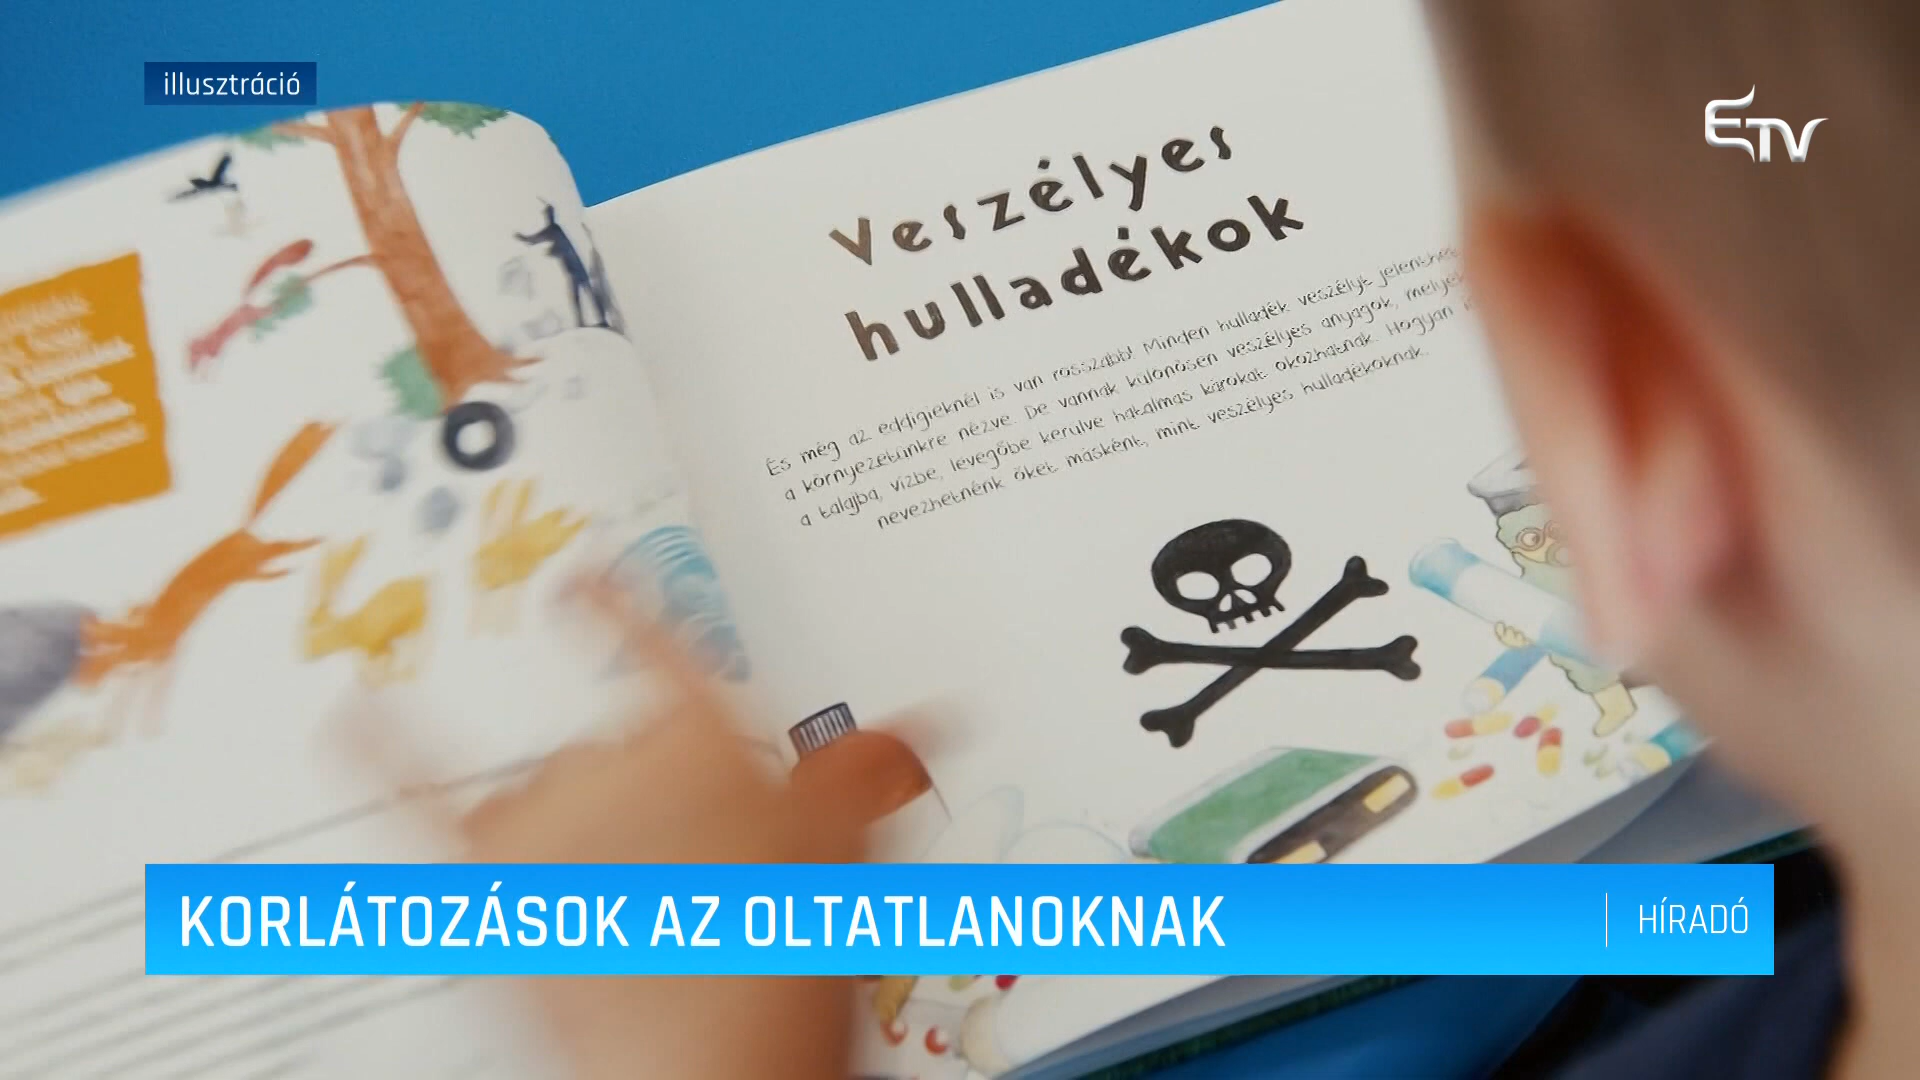 illusztráció
ÉTV
Veszélyes
hulladékok
És még az eddigieknél is van rosszabb! Minden hulladék veszélyt jelenthet
a környezetünkre nézve. De vannak különösen veszélyes anyagok, melyek
a talajba, vízbe, levegőbe kerülve hatalmas károkat okozhatnak. Hogyan is
nevezhetnénk őket másként, mint veszélyes hulladékoknak.
KORLÁTOZÁSOK AZ OLTATLANOKNAK
HÍRADÓ